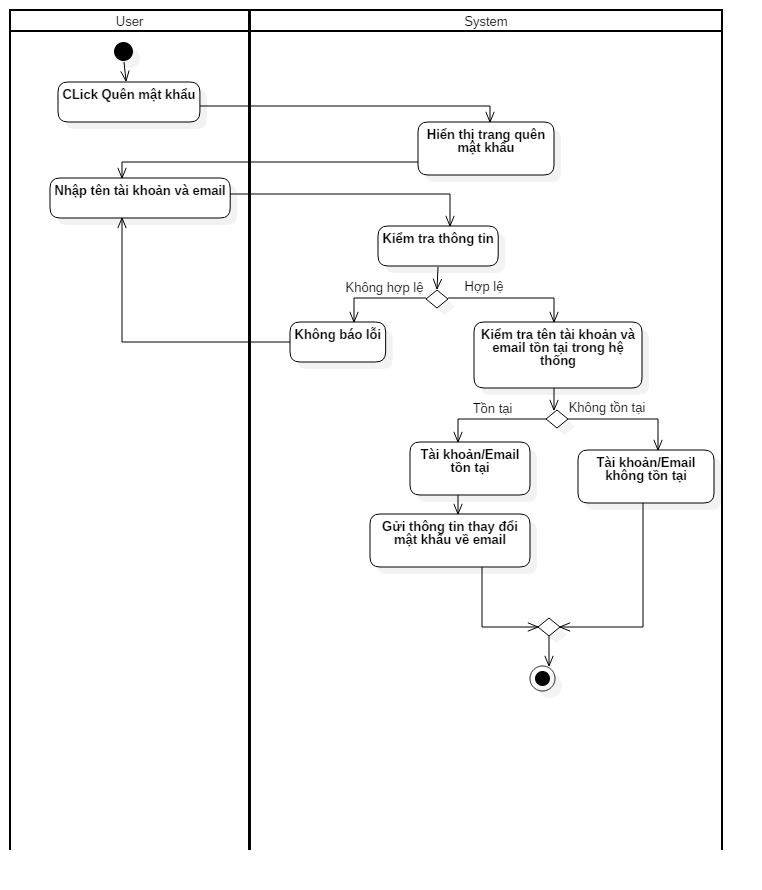 User
System
CLick Quên mật khẩu
Hiển thị trang quên
mật khẩu
Nhập tên tài khoản và email
Kiểm tra thông tin
Không hợp lệ
Hợp lệ
Không báo lỗi
Kiểm tra tên tài khoản và
email tồn tại trong hệ
thống
Tồn tại
Không tồn tại
Tài khoản/Email
tồn tại
Tài khoản/Email
không tồn tại
Gửi thông tin thay đổi
mật khẩu về email